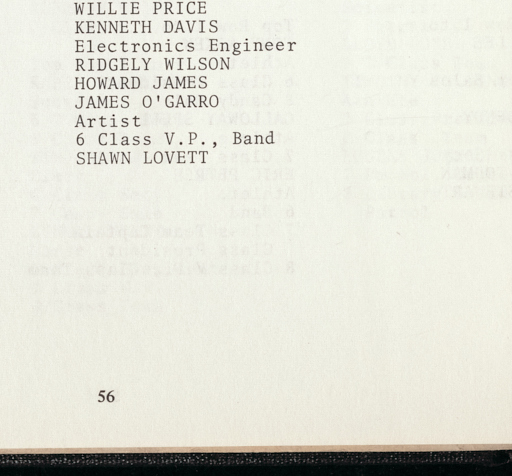 WILLIE PRICE
KENNETH DAVIS
Electronics Engineer
RIDGELY WILSON
HOWARD JAMES
JAMES O'GARRO
Artist
6 Class V.P., Band
SHAWN LOVETT
56